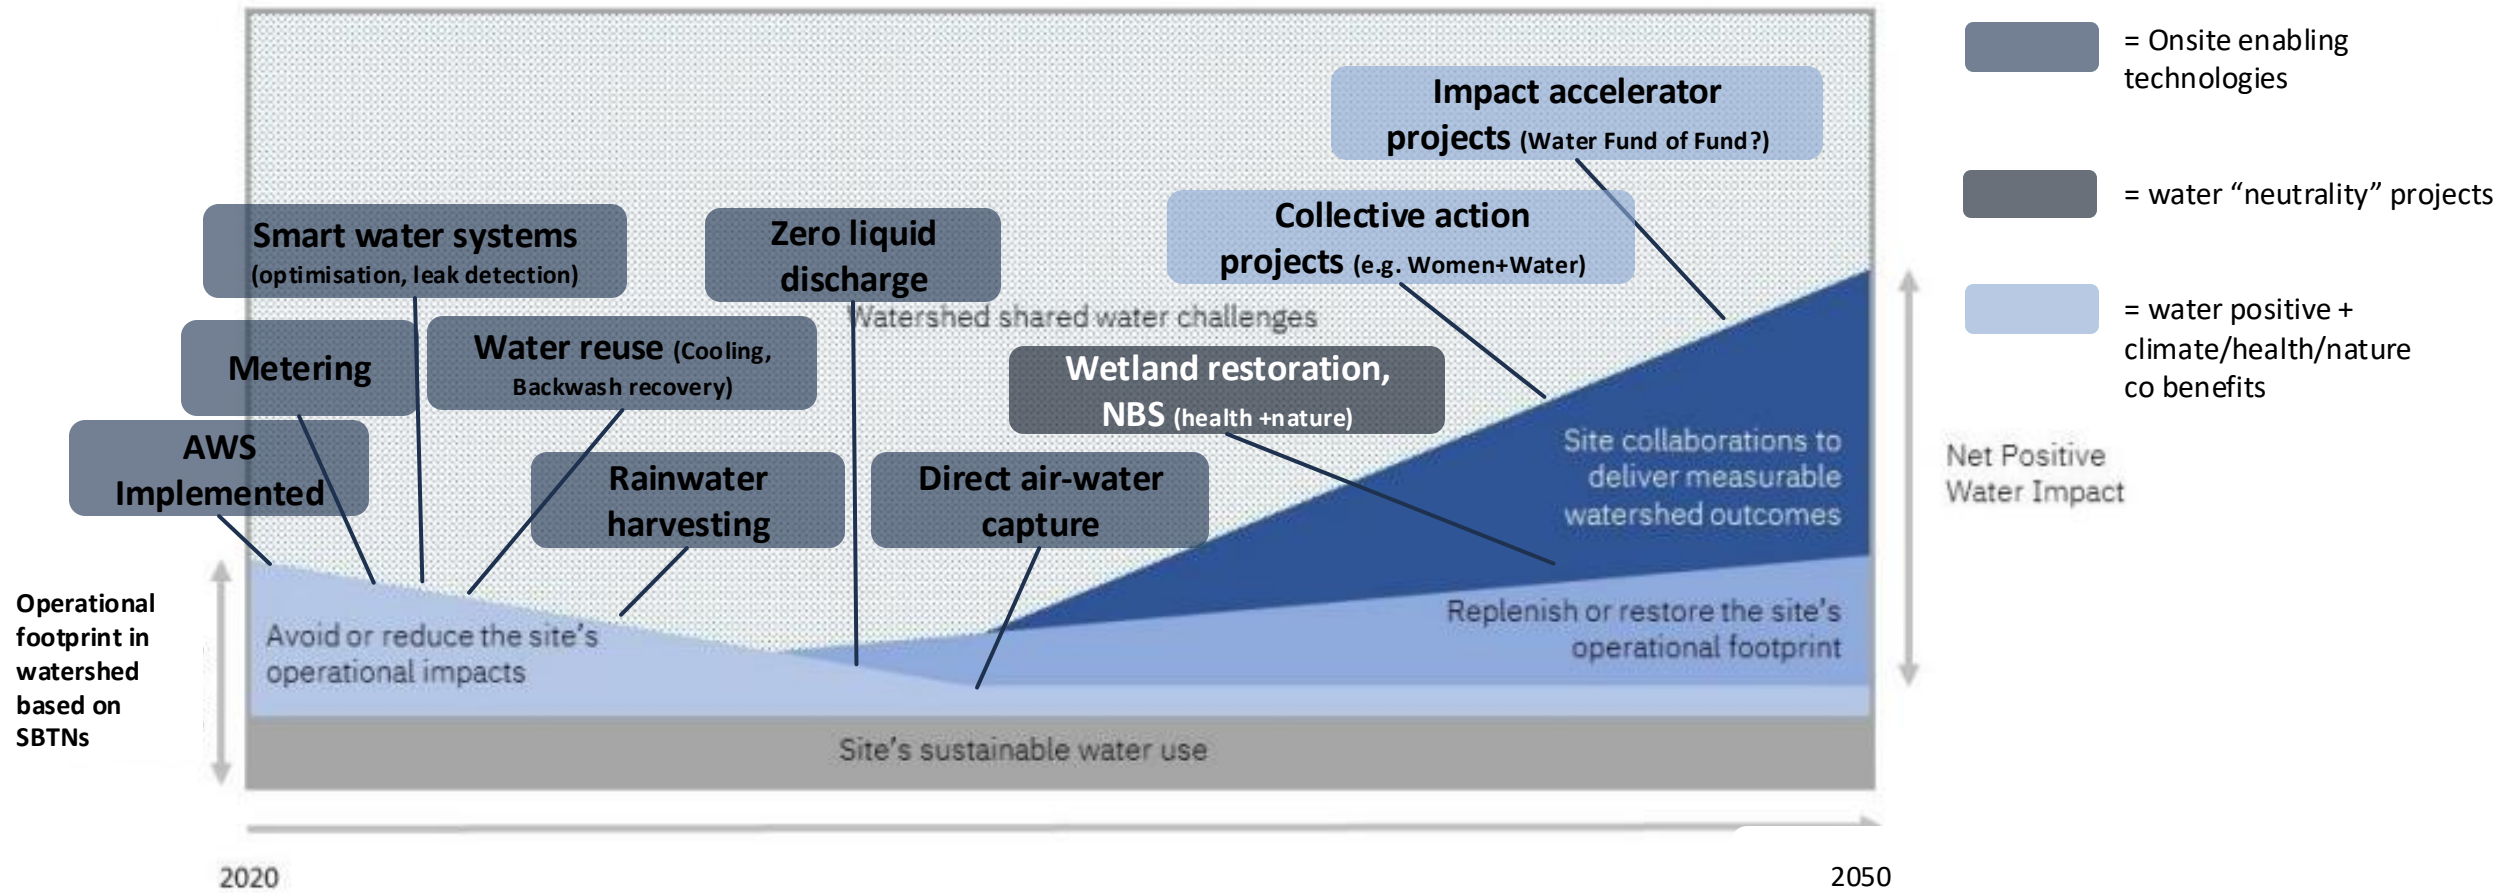 Impact accelerator
projects (Water Fund of Fund?)
Collective action
projects (e.g. Women+Water)
Smart water systems
(optimisation, leak detection)
Zero liquid
discharge
Watershed shared water challenges
Metering
Water reuse (Cooling,
Backwash recovery)
Wetland restoration,
NBS (health +nature)
AWS
Implemented
Rainwater
harvesting
Direct air-water
capture
Site collaborations to
deliver measurable
watershed outcomes
Operational
footprint in
watershed
based on
SBTNs
Avoid or reduce the site's
operational impacts
Replenish or restore the site's
operational footprint
Site's sustainable water use
2020
2050
Net Positive
Water Impact
= Onsite enabling
technologies
= water “neutrality” projects
= water positive +
climate/health/nature
co benefits